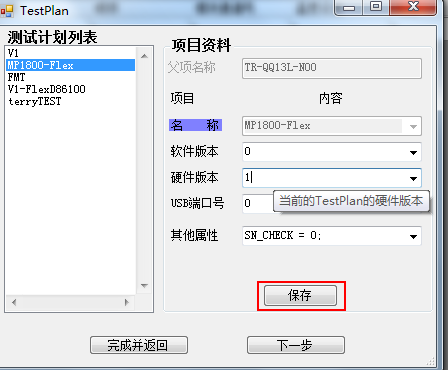 TestPlan
测试计划列表
V1
MP1800-Flex
FMT
V1-FlexD86100
terryTEST
项目资料
父项名称 TR-QQ13L-N00
项目 内容
名 称 MP1800-Flex
软件版本 0
硬件版本 1
当前的TestPlan的硬件版本
USB端口号 0
其他属性 SN_CHECK = 0;
保存
完成并返回 下一步